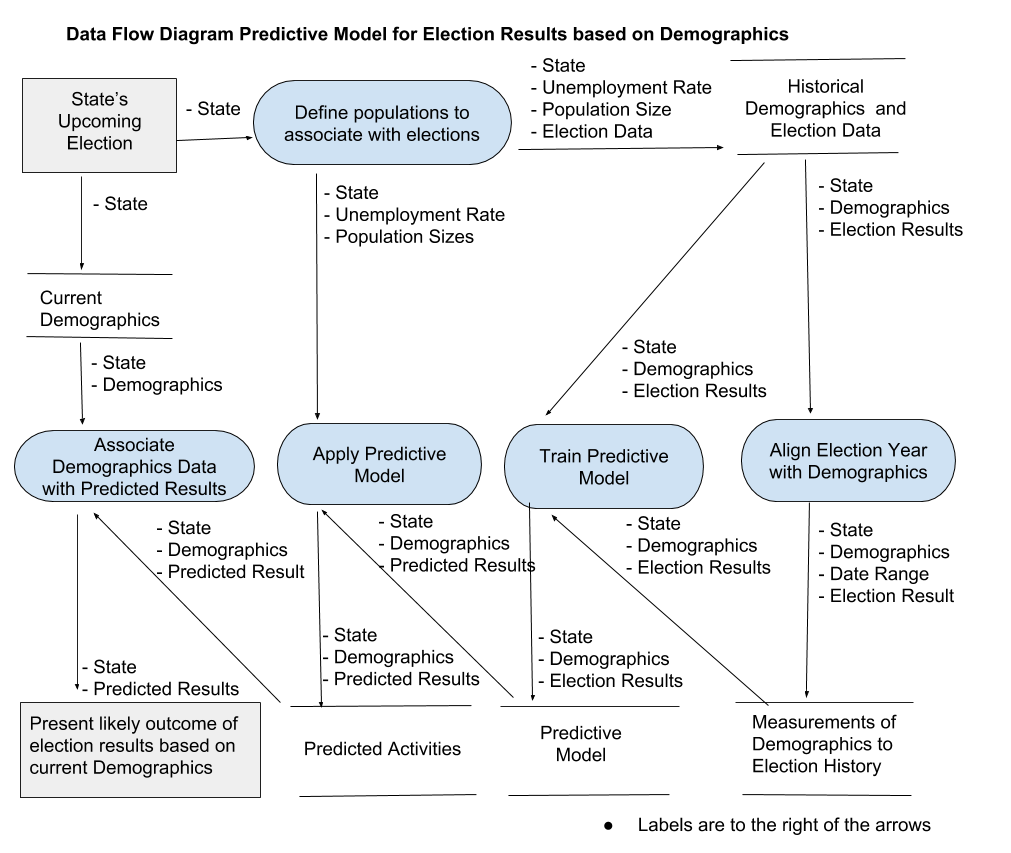 Data Flow Diagram Predictive Model for Election Results based on Demographics
State's
Upcoming
Election
- State
Define populations to
associate with elections
- State
- Unemployment Rate
- Population Size
- Election Data
Historical
Demographics and
Election Data
- State
- State
- Unemployment Rate
- Population Sizes
- State
- Demographics
- Election Results
Current
Demographics
- State
- Demographics
- State
- Demographics
- Election Results
Associate
Demographics Data
with Predicted Results
Apply Predictive
Model
Train Predictive
Model
Align Election Year
with Demographics
- State
- Demographics
- Predicted Result
- State
- Demographics
- Predicted Results
- State
- Demographics
- Election Results
- State
- Demographics
- Date Range
- Election Result
- State
- Predicted Results
- State
- Demographics
- Predicted Results
- State
- Demographics
- Election Results
Present likely outcome of
election results based on
current Demographics
Predicted Activities
Predictive
Model
Measurements of
Demographics to
Election History
● Labels are to the right of the arrows